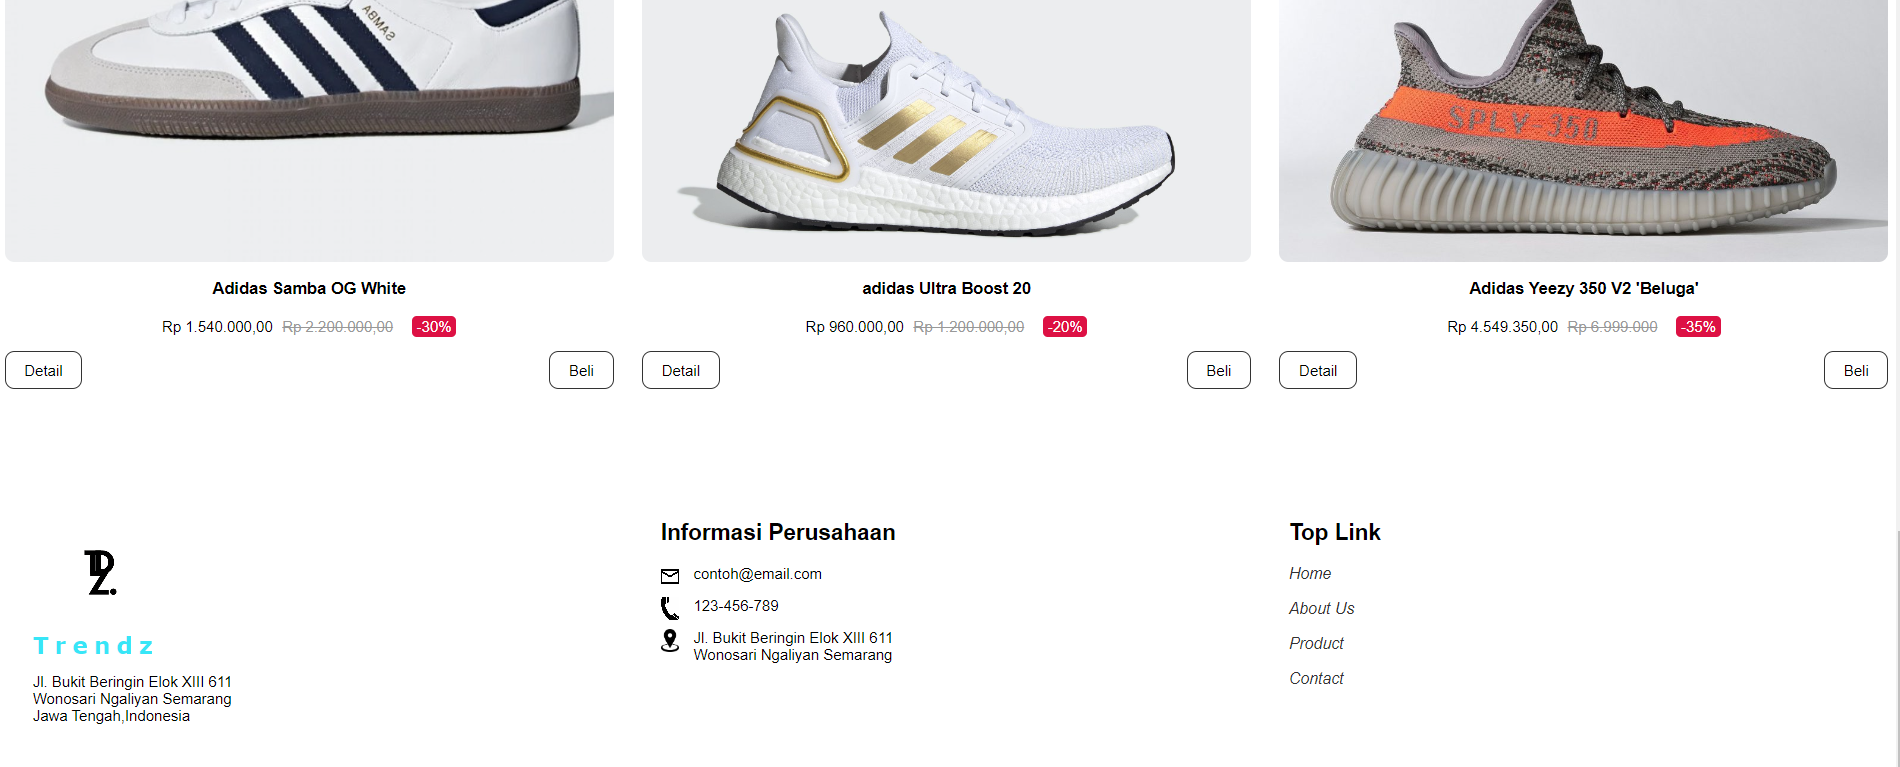 SAMBA
SPLY-350
Adidas Samba OG White
Rp 1.540.000,00 Rp 2.200.000,00 -30%
Detail
Beli
adidas Ultra Boost 20
Rp 960.000,00 Rp 1.200.000,00 -20%
Detail
Beli
Adidas Yeezy 350 V2 'Beluga'
Rp 4.549.350,00 Rp 6.999.000 -35%
Detail
Beli
TDZ.
Trendz
Jl. Bukit Beringin Elok XIII 611
Wonosari Ngaliyan Semarang
Jawa Tengah,Indonesia
Informasi Perusahaan
contoh@email.com
123-456-789
Jl. Bukit Beringin Elok XIII 611
Wonosari Ngaliyan Semarang
Top Link
Home
About Us
Product
Contact